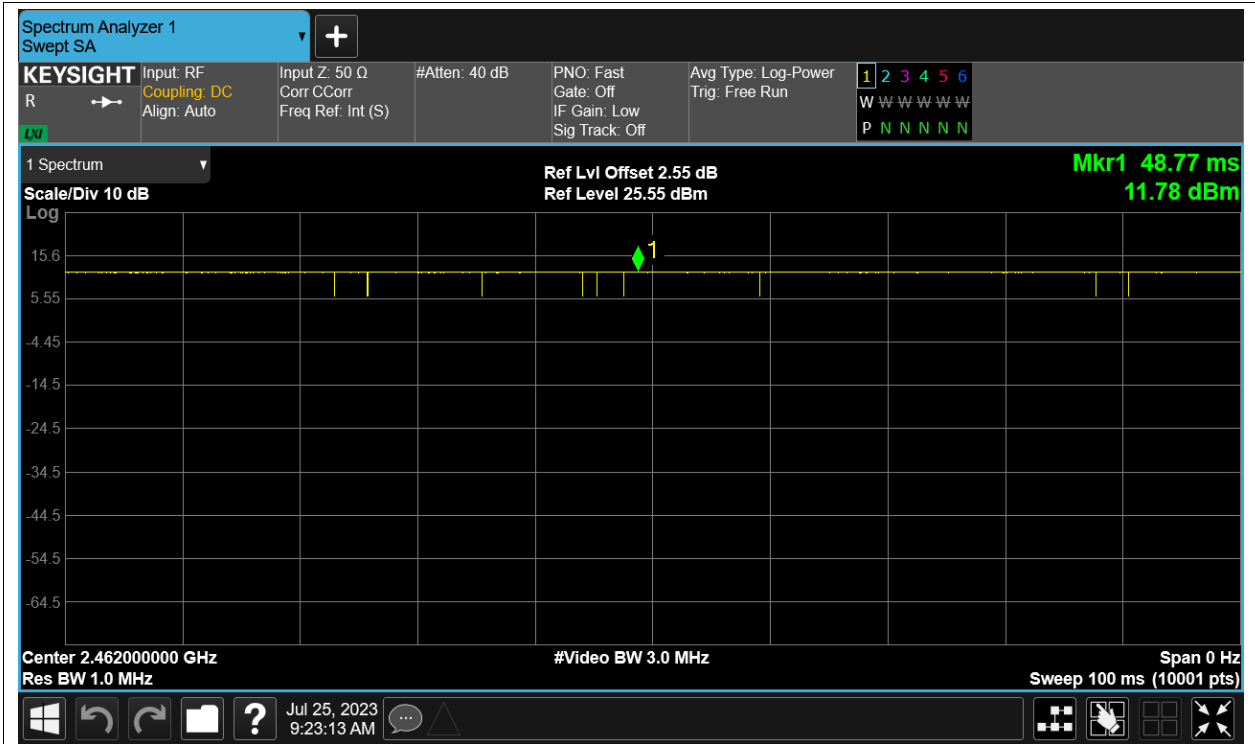 Spectrum Analyzer 1
Swept SA
KEYSIGHT
R
LXI
Input: RF
Coupling: DC
Align: Auto
Input Z: 50 Ω
Corr CCorr
Freq Ref: Int (S)
#Atten: 40 dB
PNO: Fast
Gate: Off
IF Gain: Low
Sig Track: Off
Avg Type: Log-Power
Trig: Free Run
1 2 3 4 5 6
W W W W W W
P N N N N N
1 Spectrum
Scale/Div 10 dB
Ref Lvl Offset 2.55 dB
Ref Level 25.55 dBm
Mkr1 48.77 ms
11.78 dBm
Log
1
15.6
5.55
-4.45
-14.5
-24.5
-34.5
-44.5
-54.5
-64.5
Center 2.462000000 GHz
Res BW 1.0 MHz
#Video BW 3.0 MHz
Span 0 Hz
Sweep 100 ms (10001 pts)
?
Jul 25, 2023
9:23:13 AM